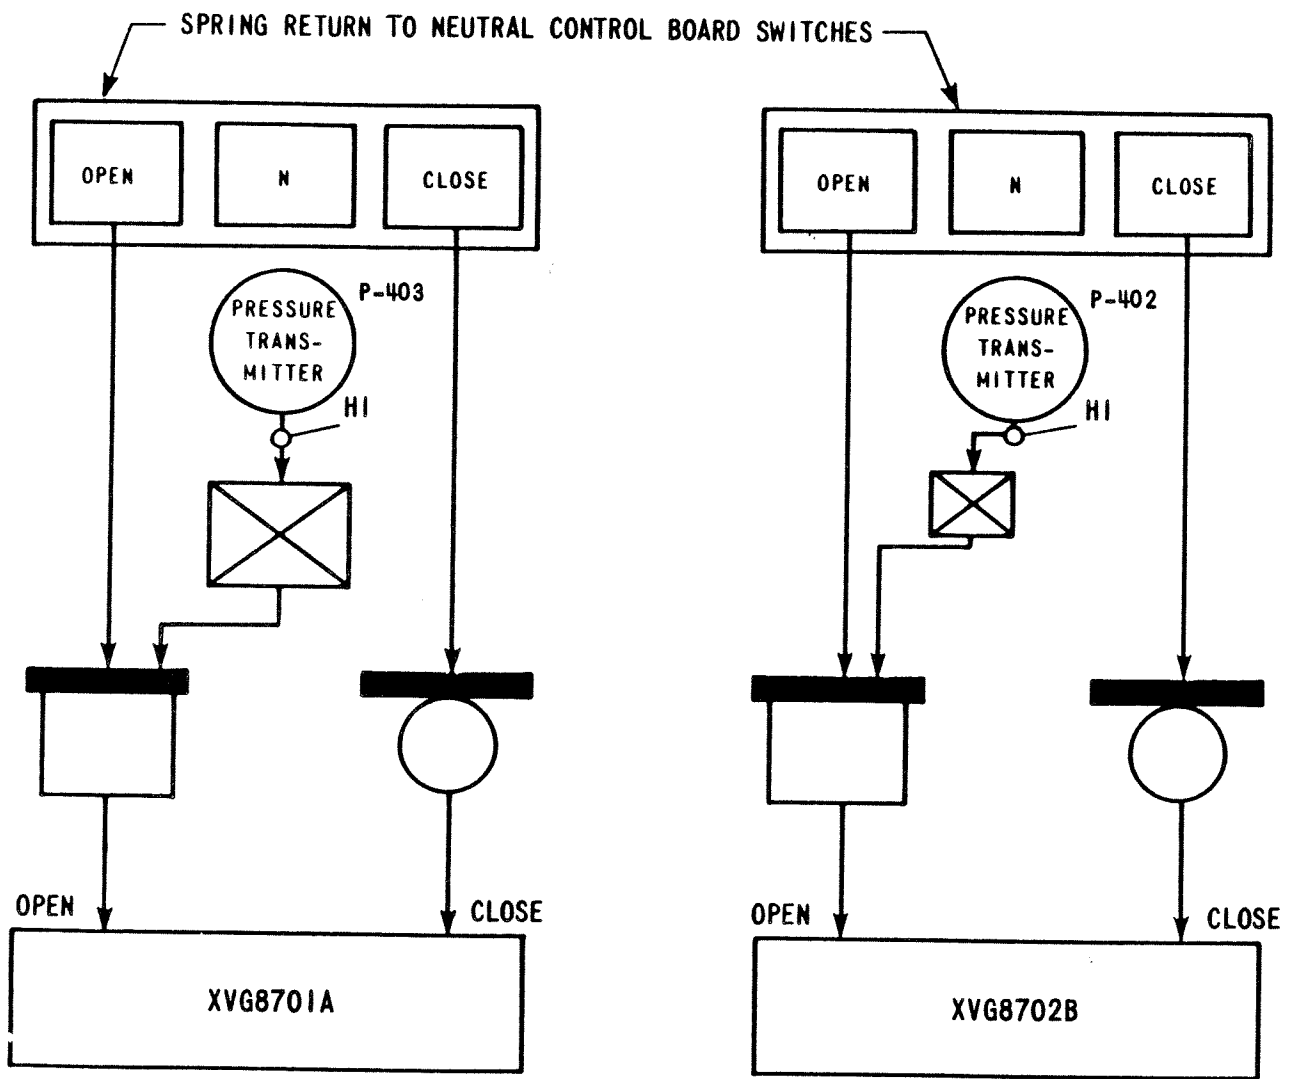 SPRING RETURN TO NEUTRAL CONTROL BOARD SWITCHES
OPEN
N
CLOSE
OPEN
N
CLOSE
P-403
PRESSURE
TRANS-
MITTER
HI
P-402
PRESSURE
TRANS-
MITTER
HI
OPEN
CLOSE
OPEN
CLOSE
XVG8701A
XVG8702B